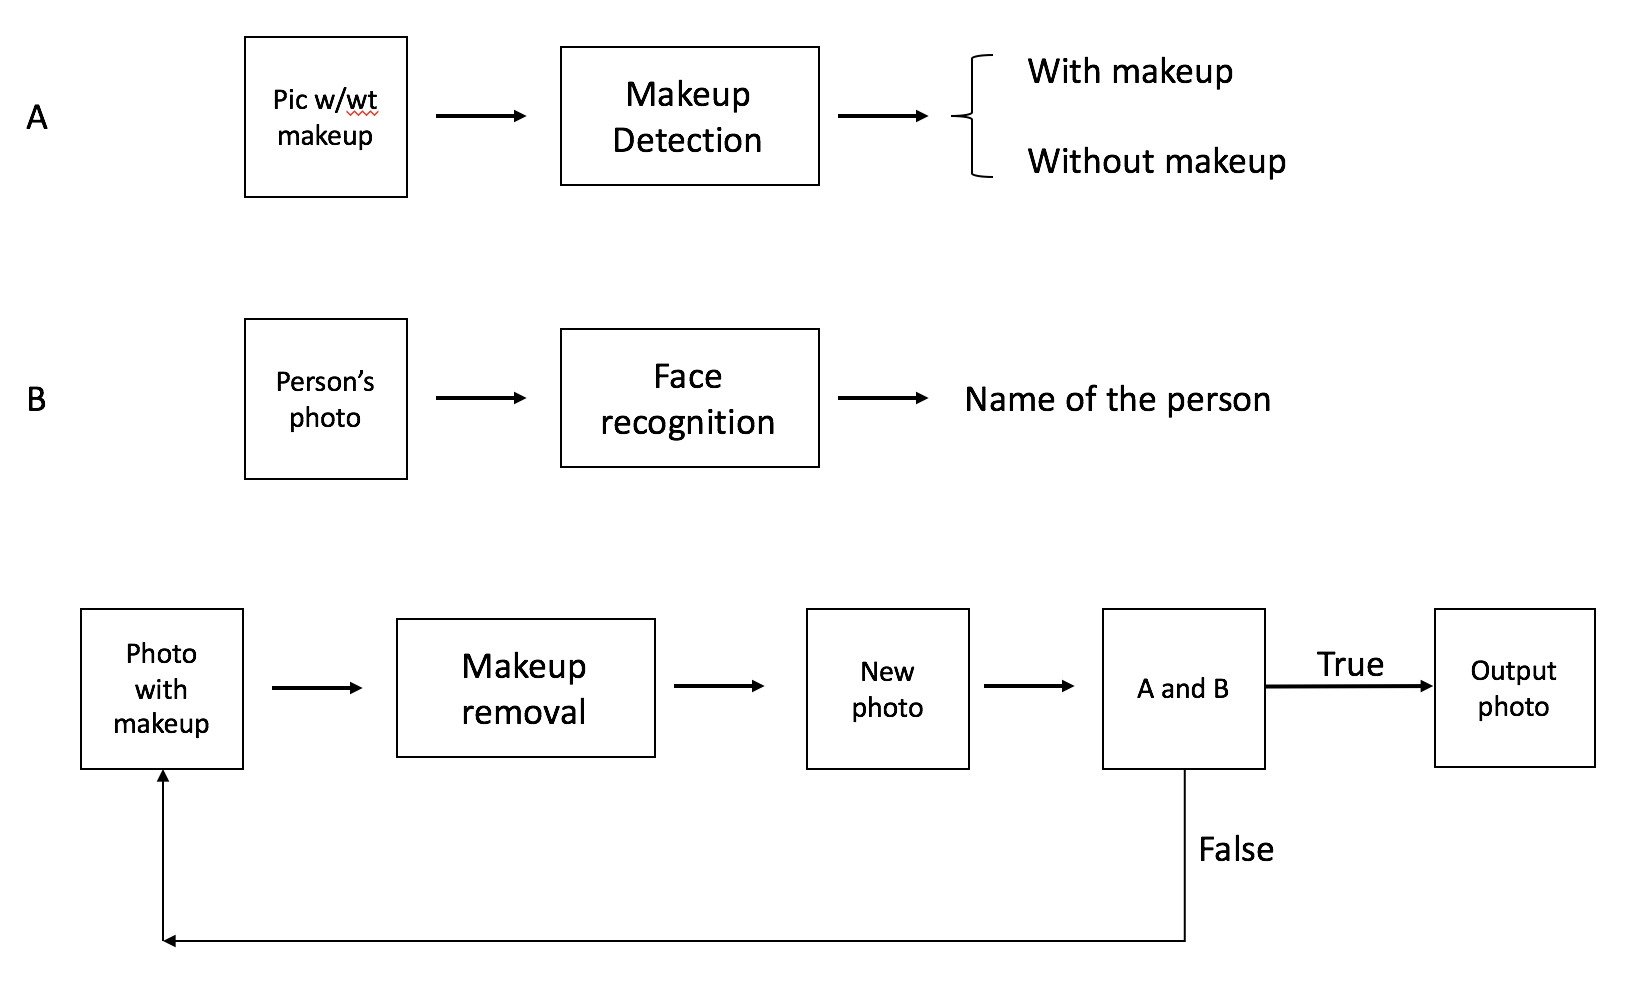 A
Pic w/wt
makeup
Makeup
Detection
With makeup
Without makeup
B
Person’s
photo
Face
recognition
Name of the person
Photo
with
makeup
Makeup
removal
New
photo
A and B
True
Output
photo
False